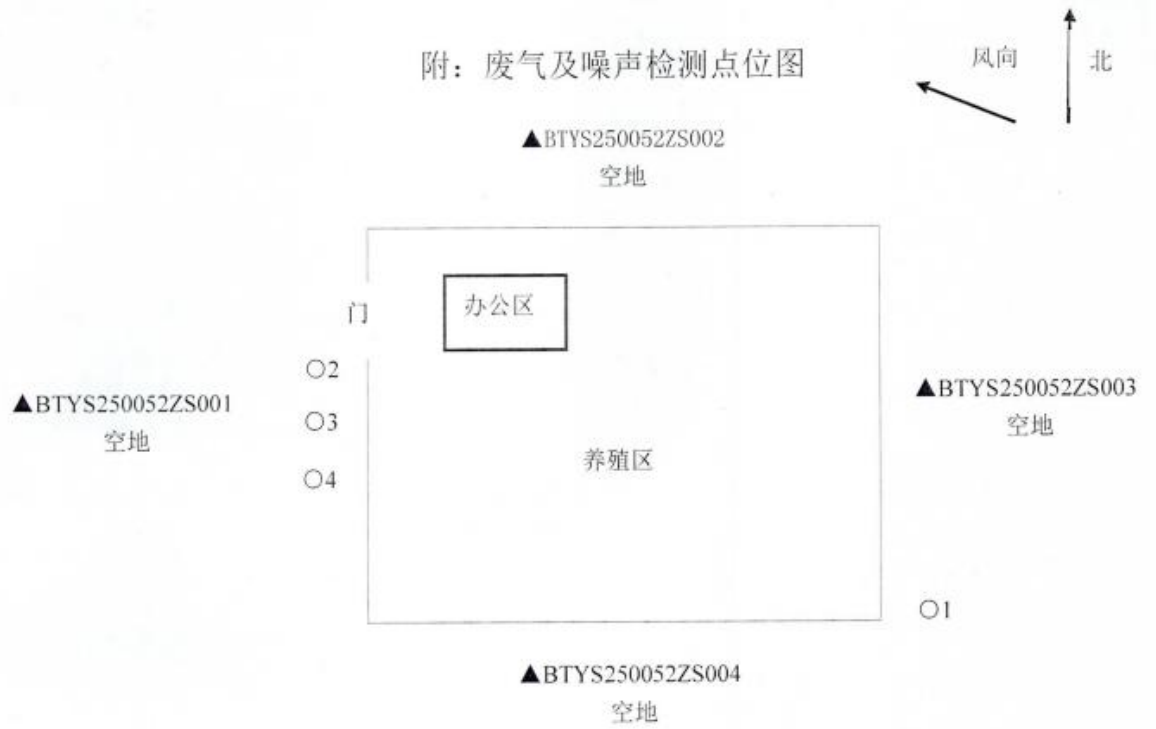 附：废气及噪声检测点位图
风向
北
▲BTYS250052ZS002
空地
门
办公区
○2
▲BTYS250052ZS001
空地
○3
○4
养殖区
▲BTYS250052ZS003
空地
○1
▲BTYS250052ZS004
空地